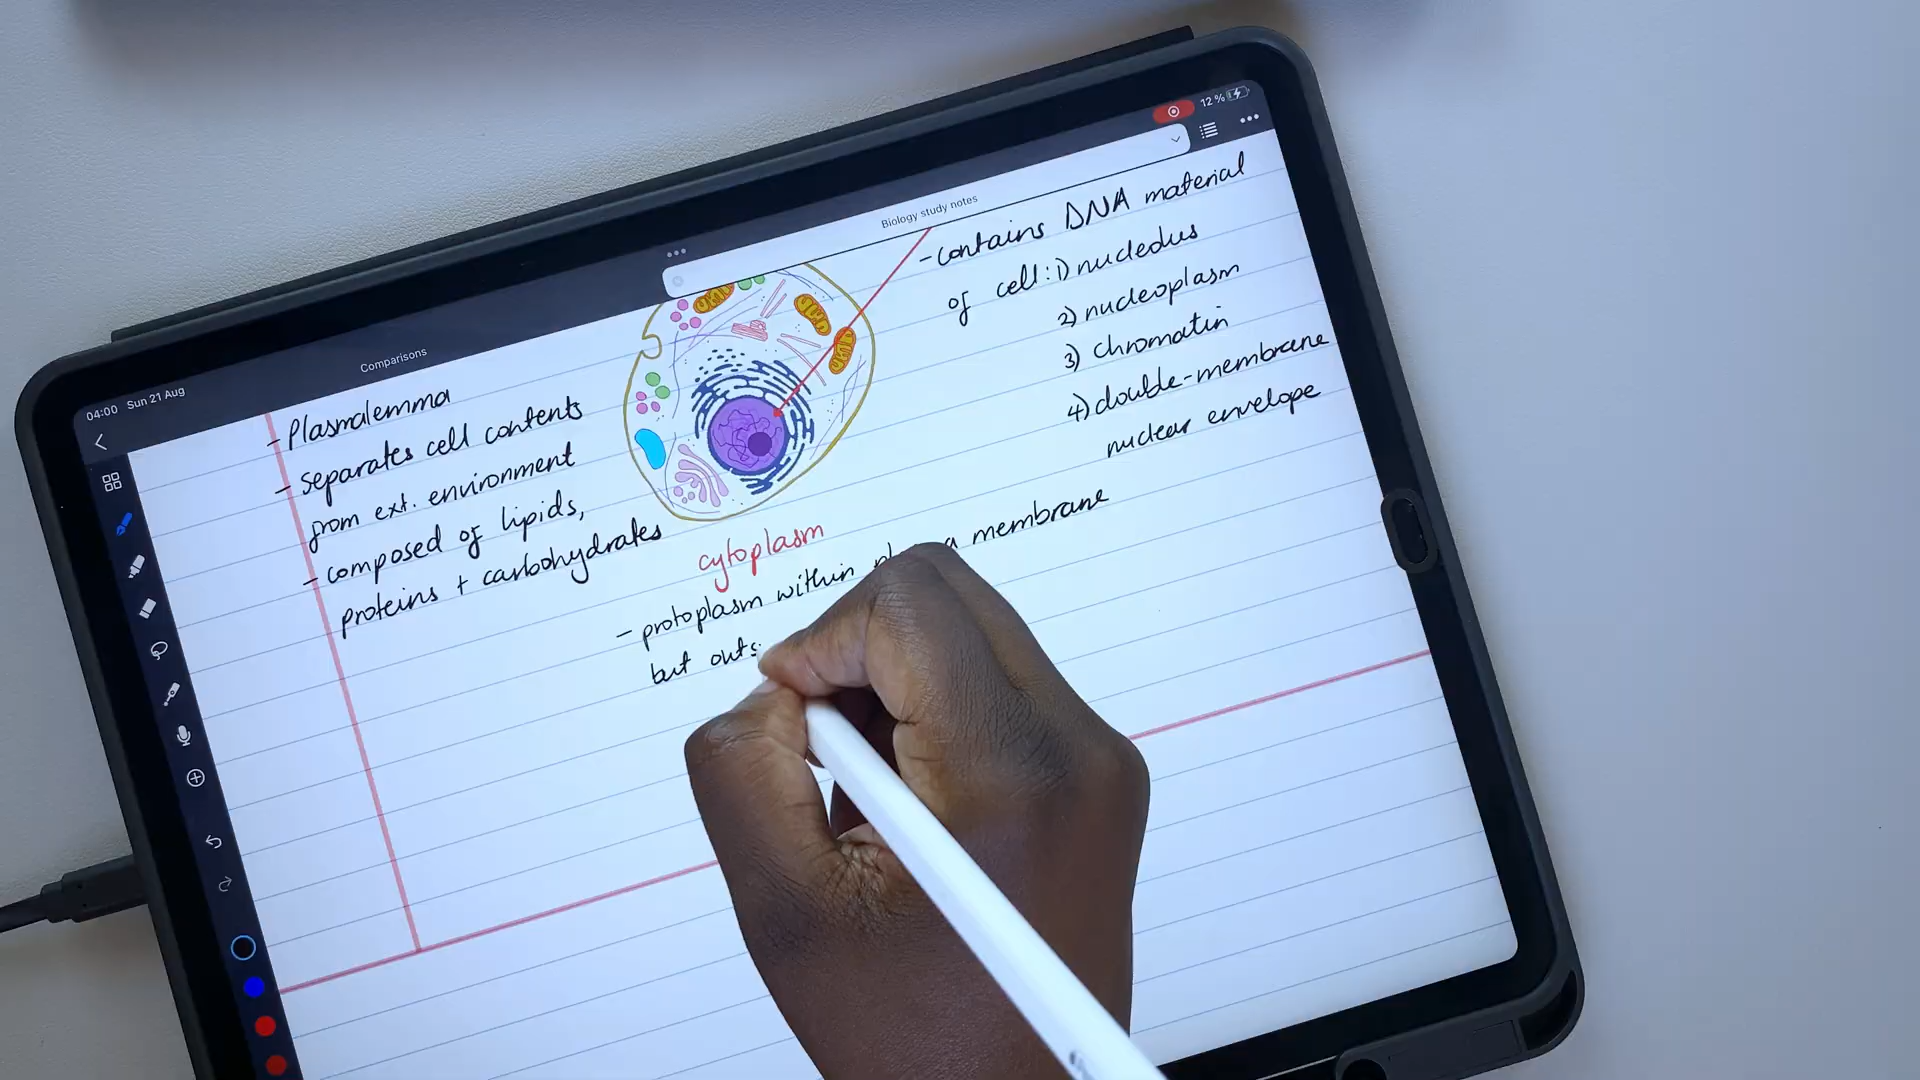 04:00 Sun 21 Aug
12%
Comparisons
Biology study notes
- plasmalemma
- separates cell contents
from ext. environment
- composed of lipids,
proteins + carbohydrates
- contains DNA material
of cell: 1) nucleolus
2) nucleoplasm
3) chromatin
4) double-membrane
nuclear envelope
cytoplasm
- protoplasm within membrane
but outs